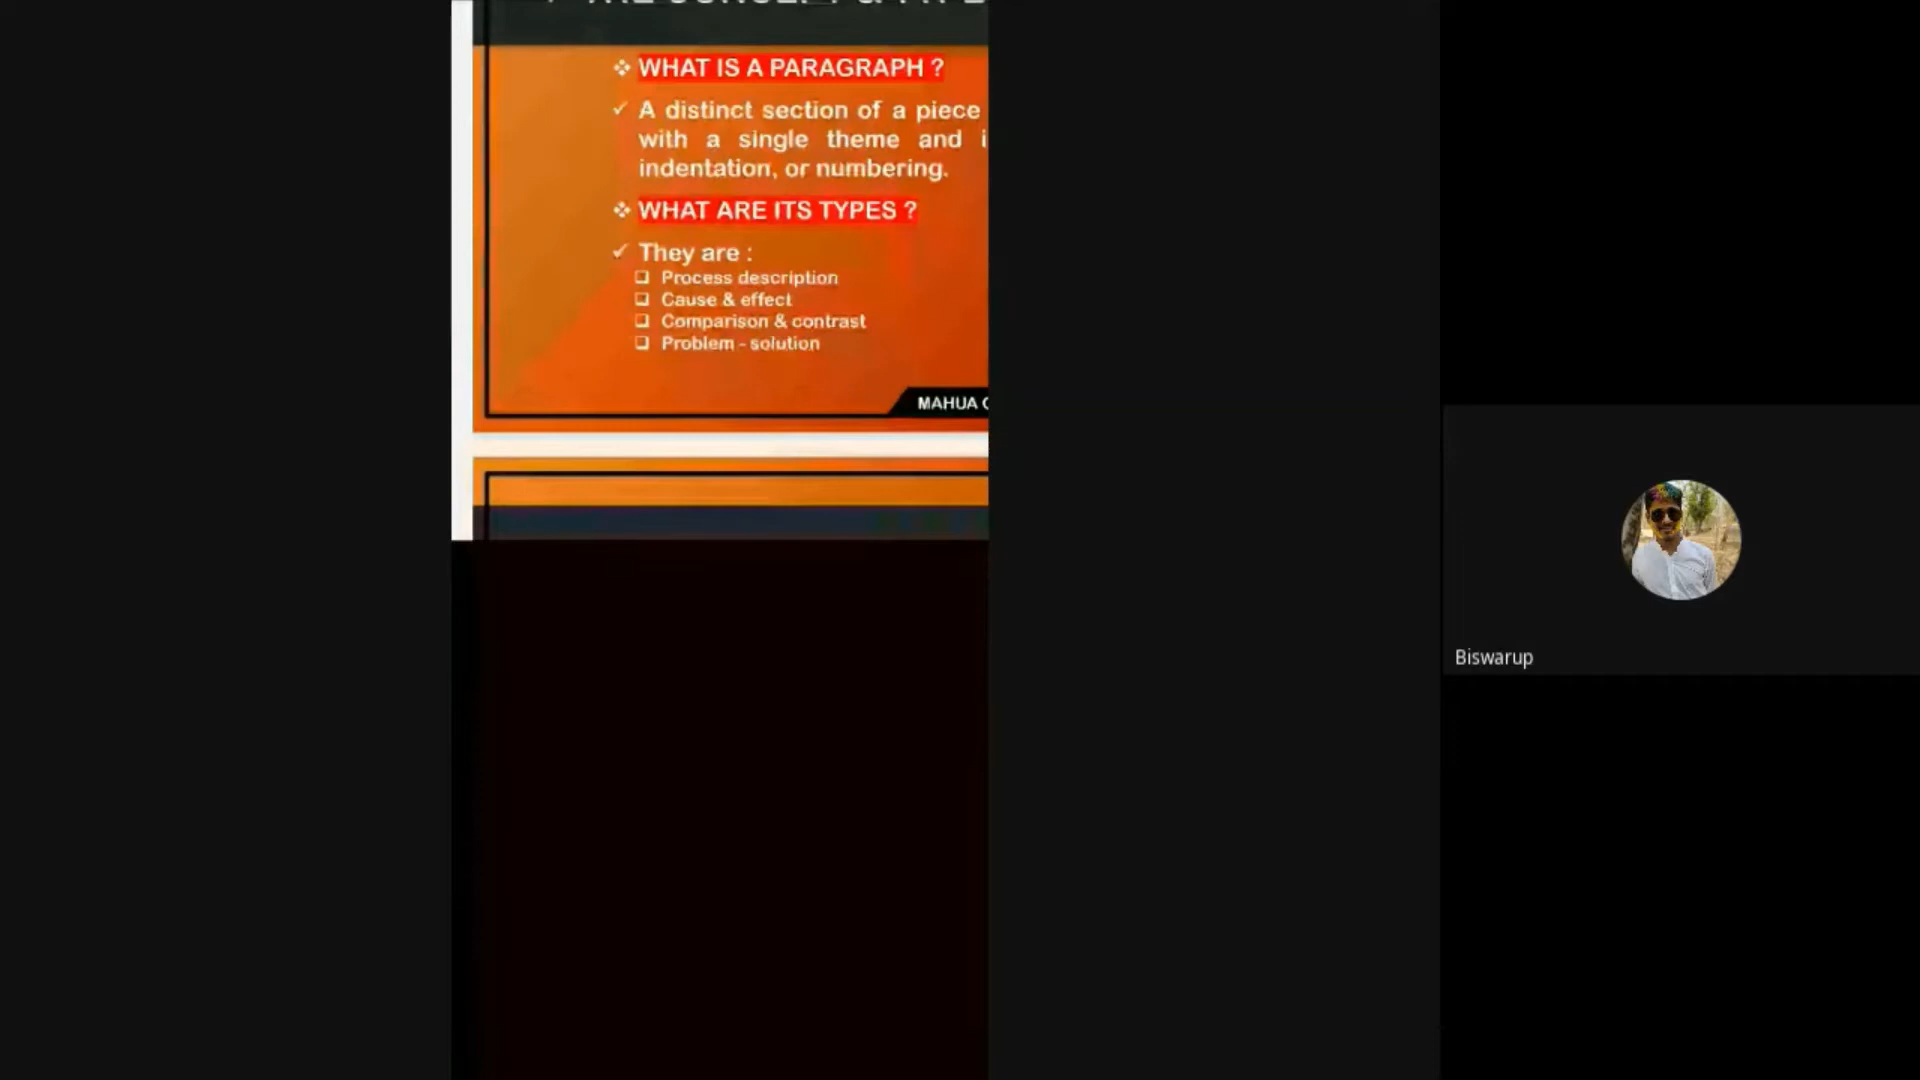 WHAT IS A PARAGRAPH ?
A distinct section of a piece
with a single theme and
indentation, or numbering.
WHAT ARE ITS TYPES ?
They are :
Process description
Cause & effect
Comparison & contrast
Problem - solution
MAHUA
Biswarup